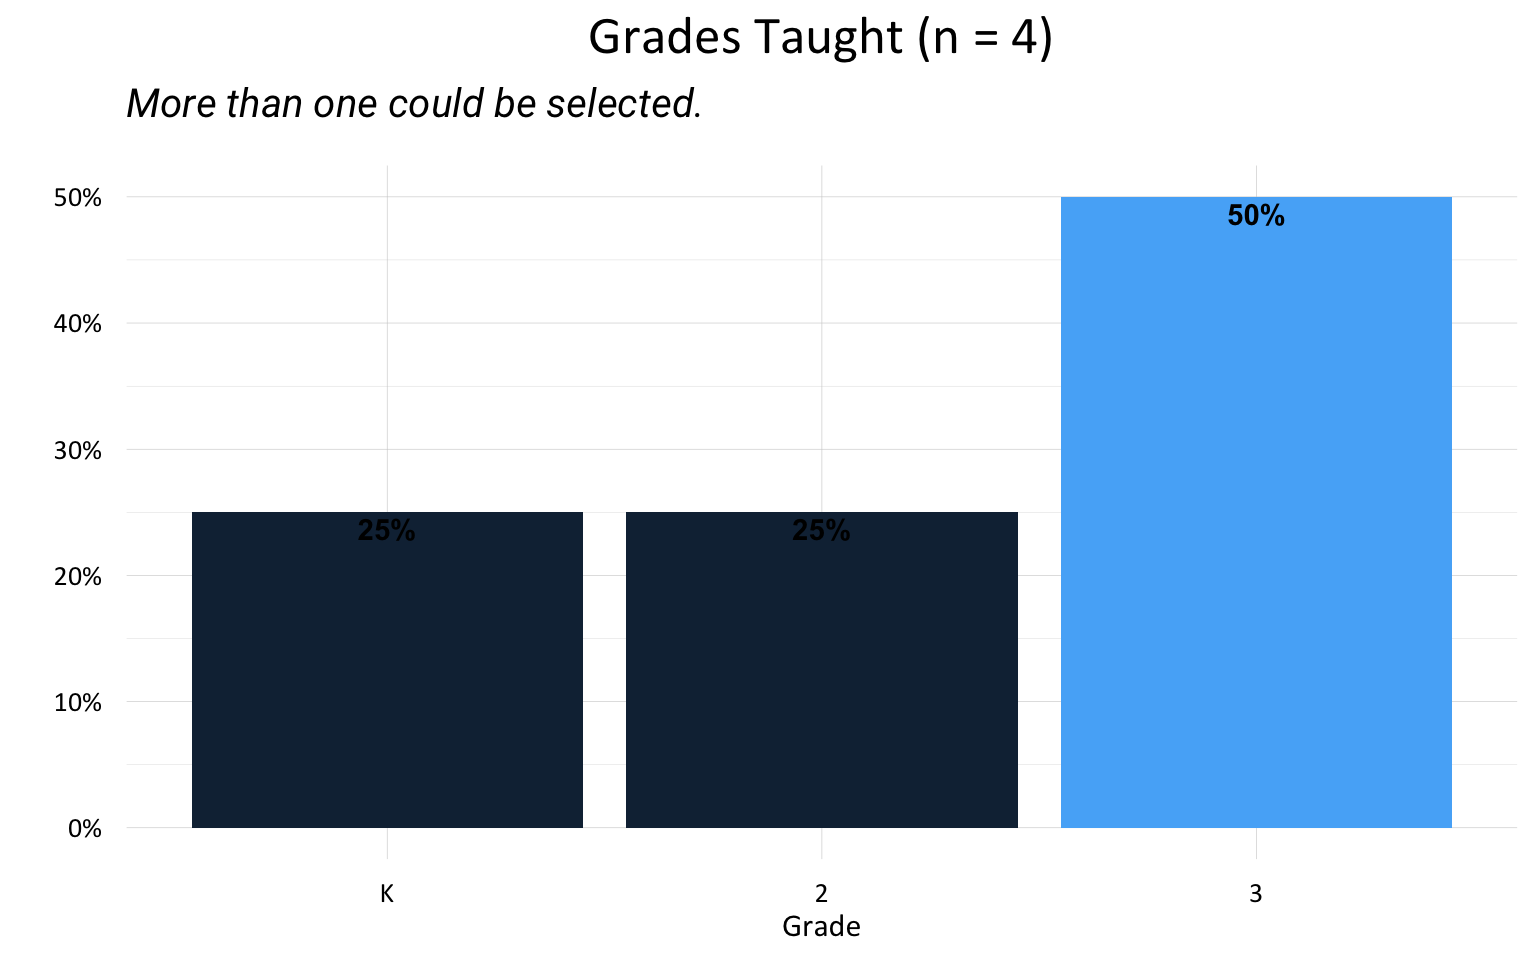 Grades Taught (n = 4)
More than one could be selected.
50%
40%
30%
20%
10%
0%
25%
25%
50%
K
2
3
Grade